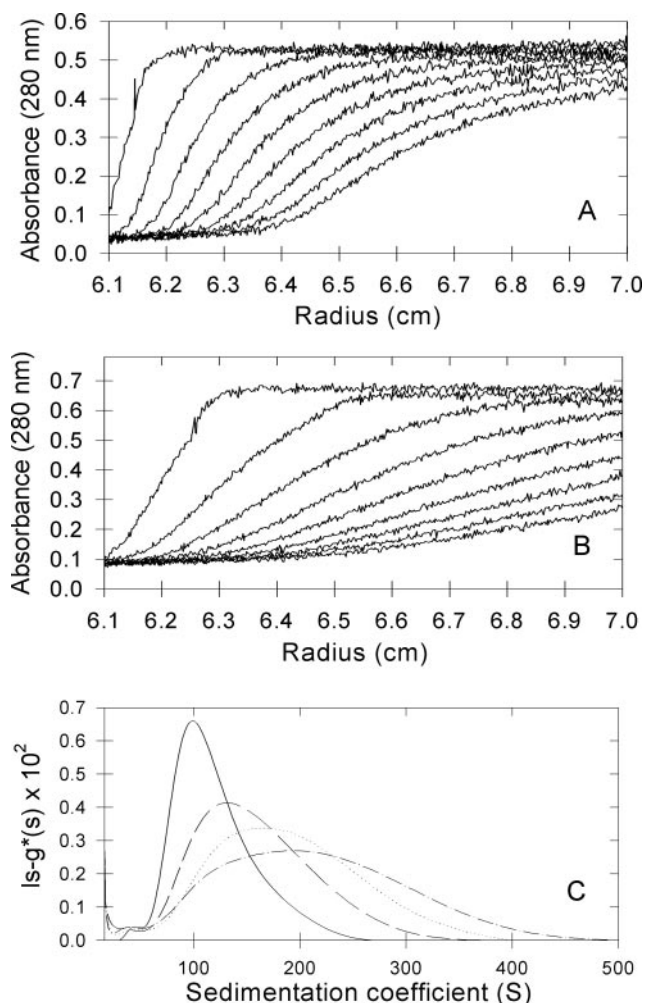 0.6
0.5
0.4
0.3
0.2
0.1
0.0
Absorbance (280 nm)
A
6.1 6.2 6.3 6.4 6.5 6.6 6.7 6.8 6.9 7.0
Radius (cm)
0.7
0.6
0.5
0.4
0.3
0.2
0.1
0.0
Absorbance (280 nm)
B
6.1 6.2 6.3 6.4 6.5 6.6 6.7 6.8 6.9 7.0
Radius (cm)
0.7
0.6
0.5
0.4
0.3
0.2
0.1
0.0
ls-g*(s) x 10²
C
100 200 300 400 500
Sedimentation coefficient (S)